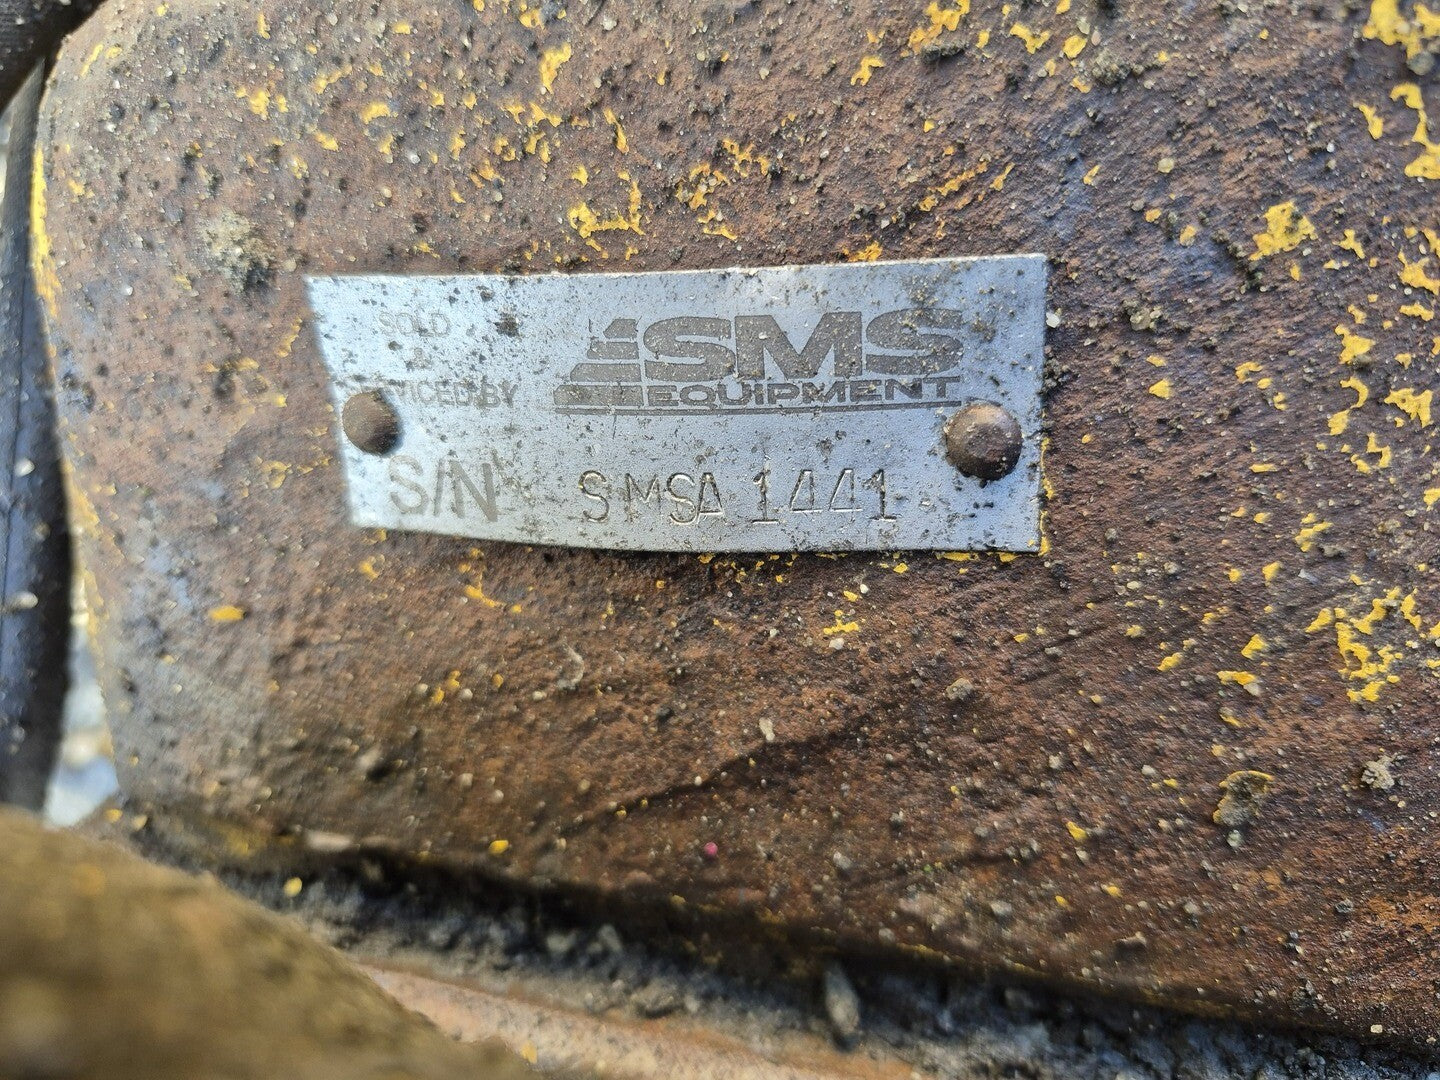 SOLD
&
SERVICED BY
SMS
EQUIPMENT
S/N SMSA 1441